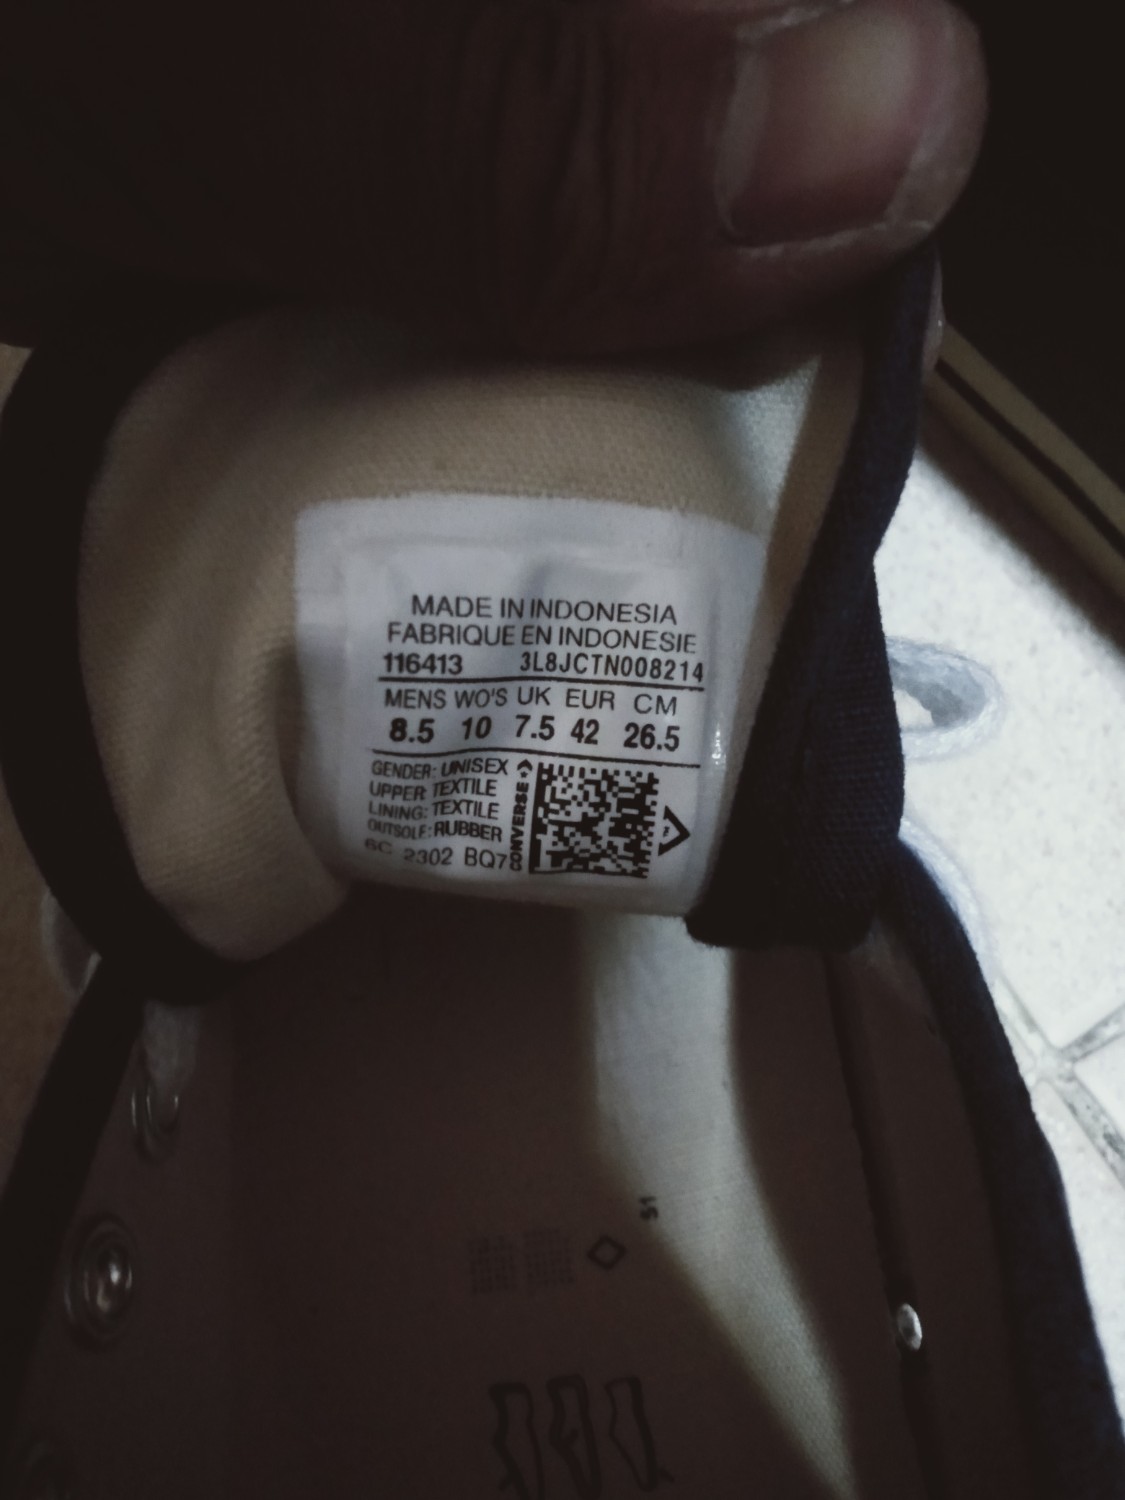 MADE IN INDONESIA
FABRIQUE EN INDONESIE
116413 3L8JCTN008214
MENS WO'S UK EUR CM
8.5 10 7.5 42 26.5
GENDER: UNISEX
UPPER: TEXTILE
LINING: TEXTILE
OUTSOLE: RUBBER
6C 2302 BQ7
CONVERSE
51